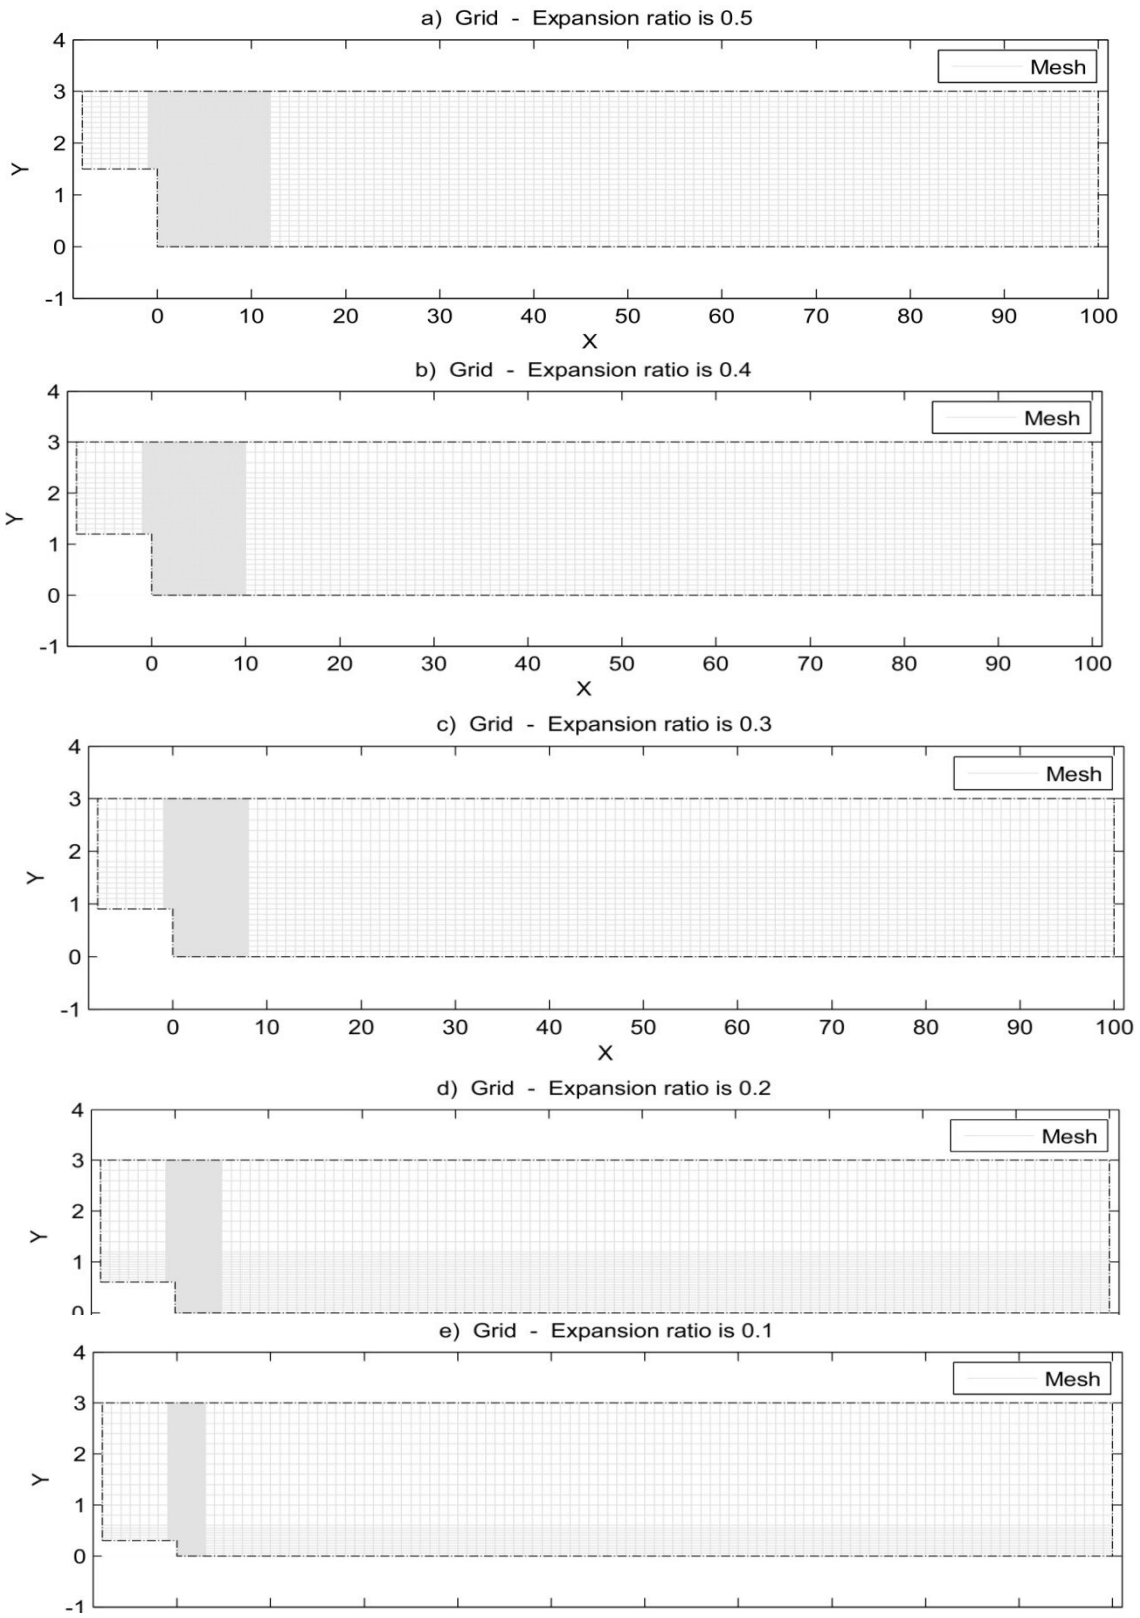 a) Grid - Expansion ratio is 0.5
4
Mesh
3
2
Y
1
0
-1
0 10 20 30 40 50 60 70 80 90 100
X
b) Grid - Expansion ratio is 0.4
4
Mesh
3
2
Y
1
0
-1
0 10 20 30 40 50 60 70 80 90 100
X
c) Grid - Expansion ratio is 0.3
4
Mesh
3
2
Y
1
0
-1
0 10 20 30 40 50 60 70 80 90 100
X
d) Grid - Expansion ratio is 0.2
4
Mesh
3
2
Y
1
0
e) Grid - Expansion ratio is 0.1
4
Mesh
3
2
Y
1
0
-1